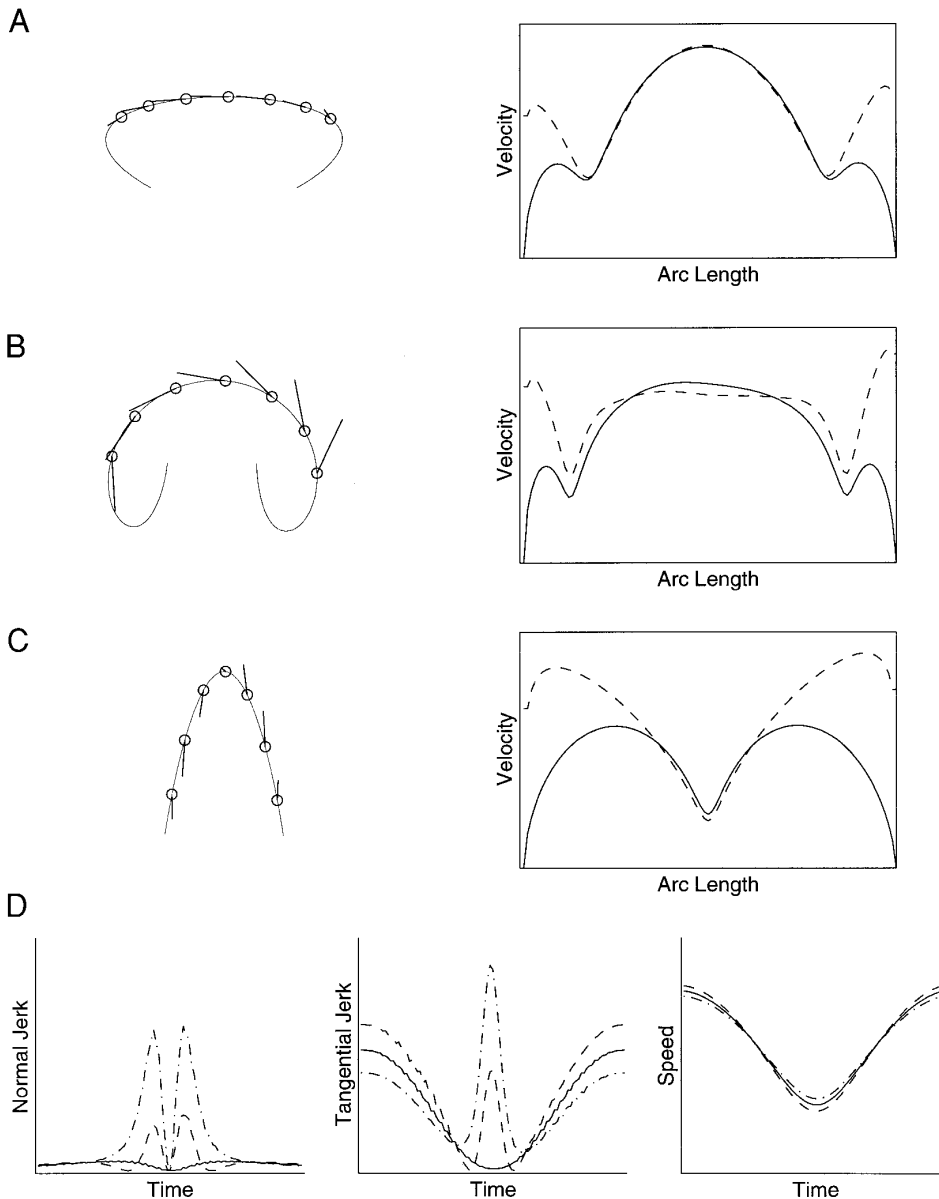 A
Velocity
Arc Length
B
Velocity
Arc Length
C
Velocity
Arc Length
D
Normal Jerk
Time
Tangential Jerk
Time
Speed
Time